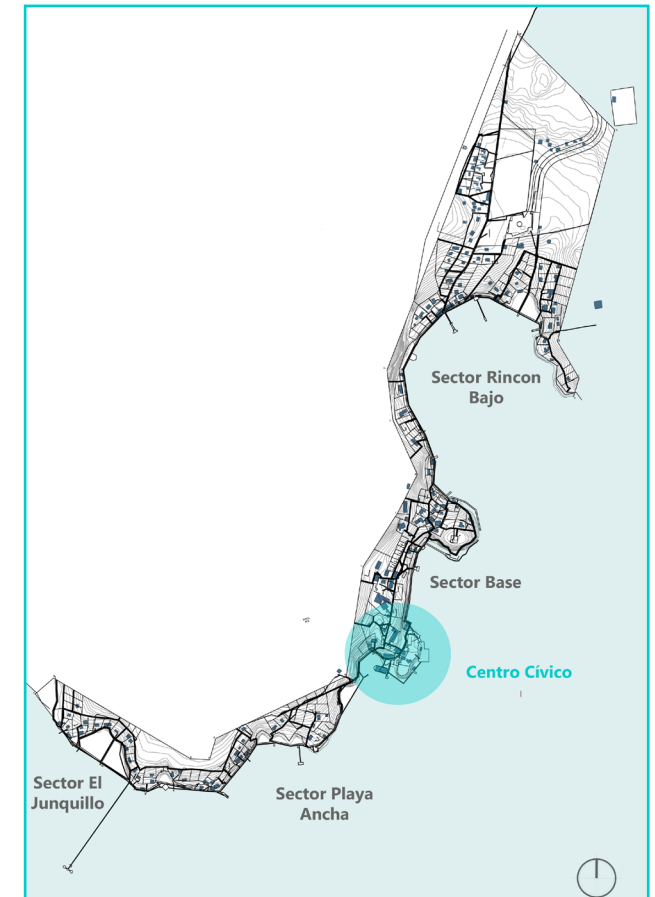 Sector Rincon
Bajo
Sector Base
Centro Cívico
Sector El
Junquillo
Sector Playa
Ancha